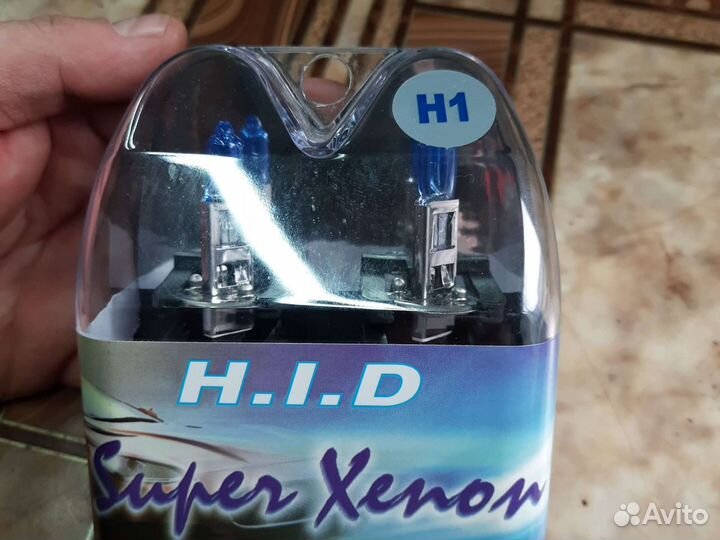 H1
H.I.D
Super Xenon
Avito